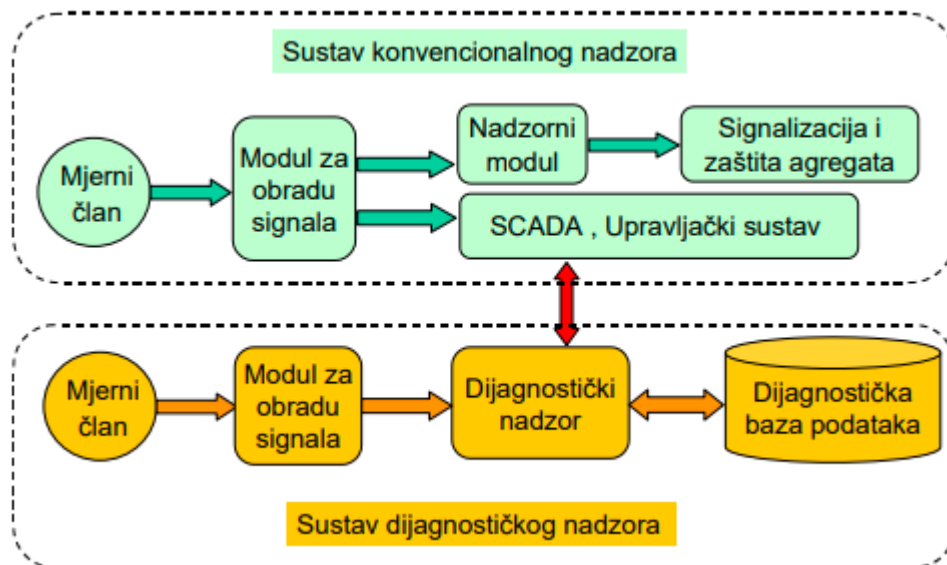 Sustav konvencionalnog nadzora
Mjerni
član
Modul za
obradu
signala
Nadzorni
modul
Signalizacija i
zaštita agregata
SCADA , Upravljački sustav
Mjerni
član
Modul za
obradu
signala
Dijagnostički
nadzor
Dijagnostička
baza podataka
Sustav dijagnostičkog nadzora